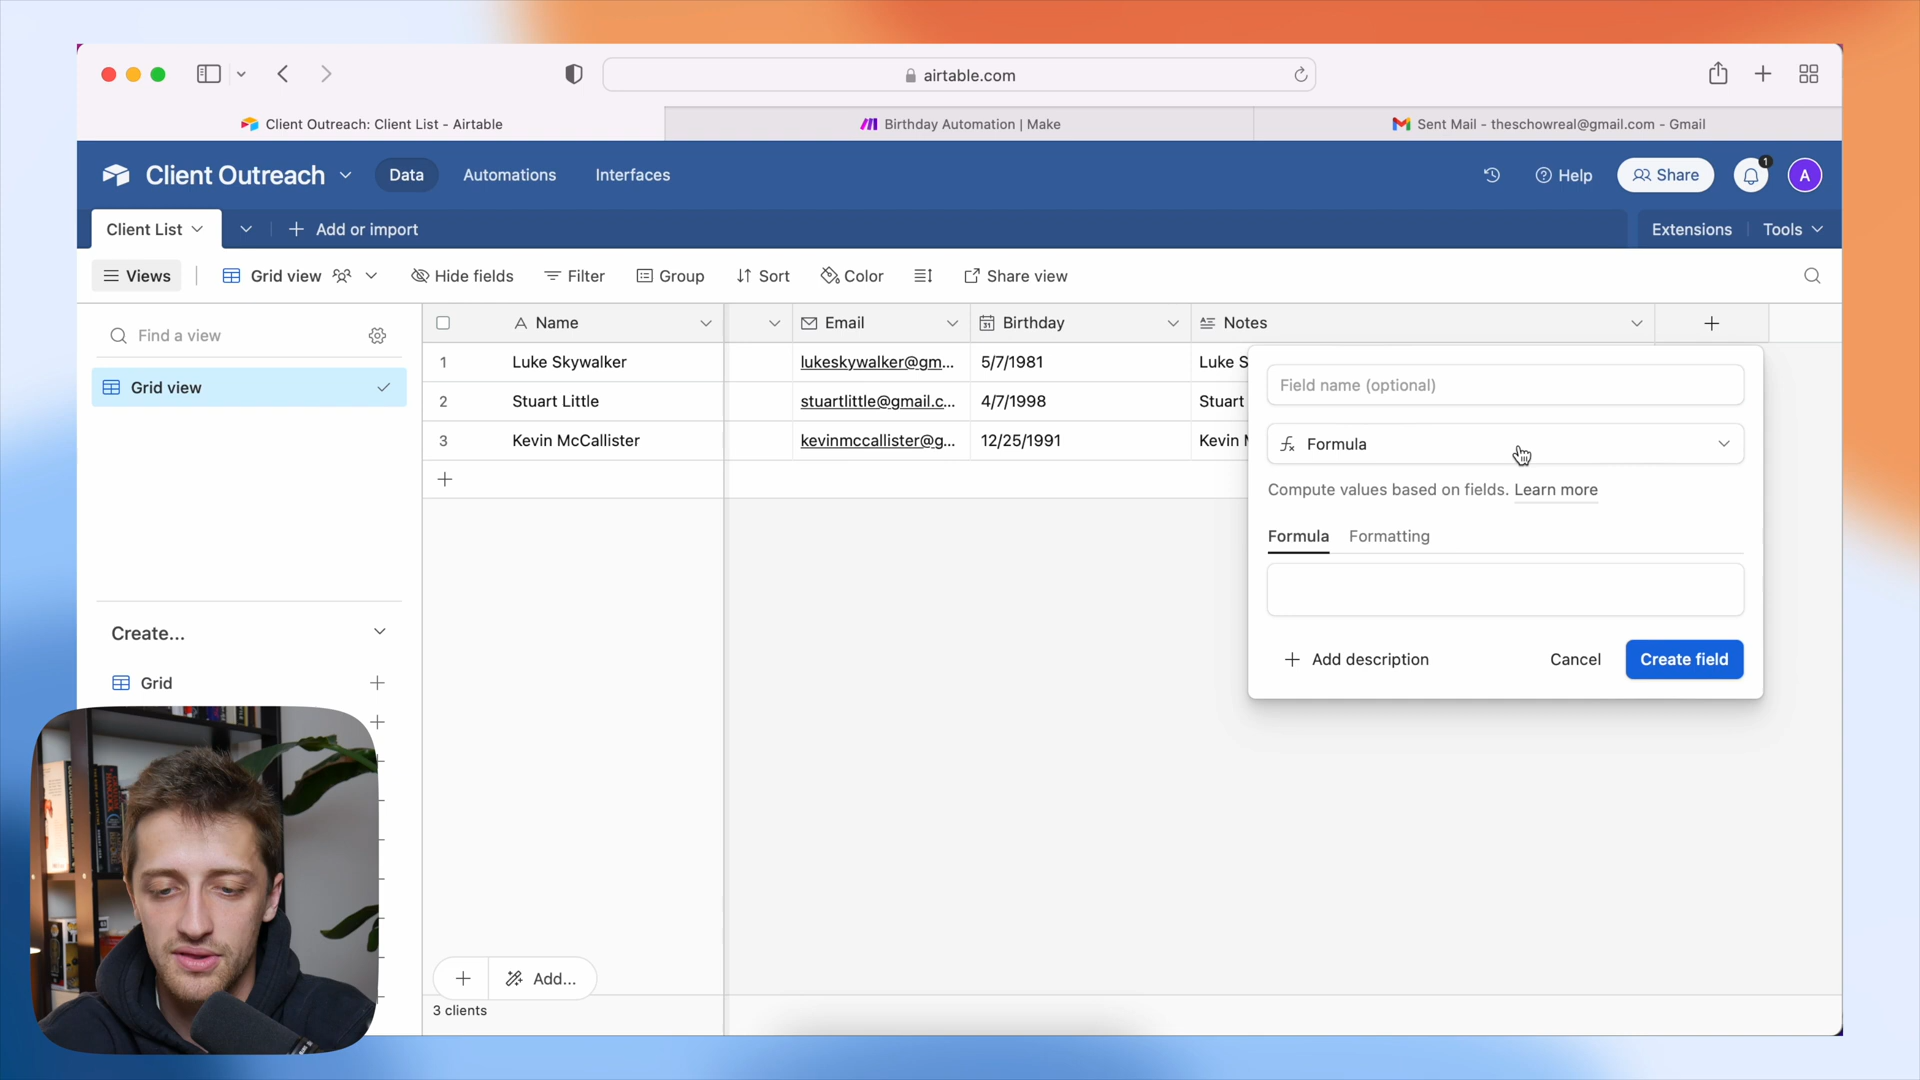 airtable.com
Client Outreach: Client List - Airtable
Birthday Automation | Make
Sent Mail - theschowreal@gmail.com - Gmail
Client Outreach
Data
Automations
Interfaces
Help
Share
1
A
Client List
Add or import
Extensions
Tools
Views
Grid view
Hide fields
Filter
Group
Sort
Color
Share view
Find a view
Grid view
Create...
Grid
Name
Email
Birthday
Notes
1 Luke Skywalker lukeskywalker@gm... 5/7/1981 Luke S
2 Stuart Little stuartlittle@gmail.c... 4/7/1998 Stuart
3 Kevin McCallister kevinmccallister@g... 12/25/1991 Kevin
Field name (optional)
Formula
Compute values based on fields. Learn more
Formula
Formatting
Add description
Cancel
Create field
Add...
3 clients